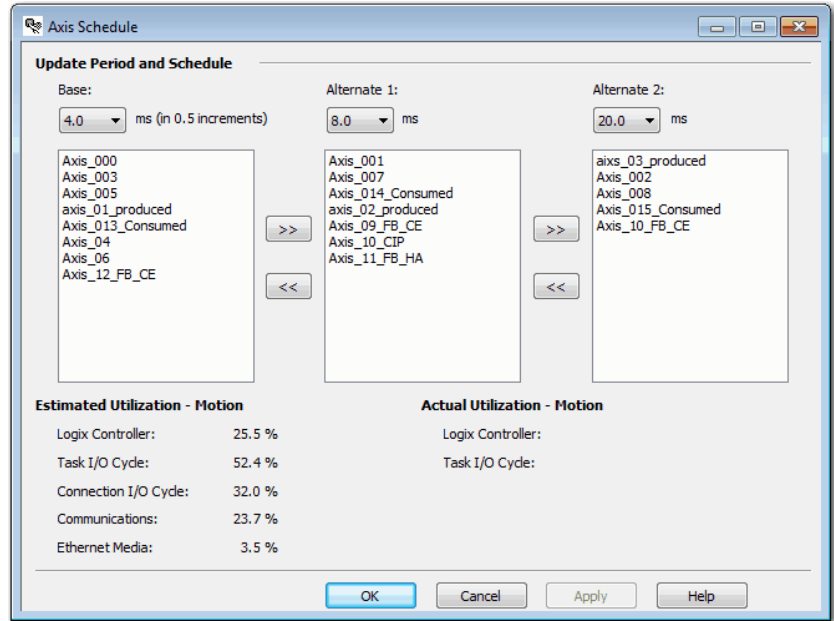 Axis Schedule
Update Period and Schedule
Base: Alternate 1: Alternate 2:
4.0 ms (in 0.5 increments) 8.0 ms 20.0 ms
Axis_000
Axis_003
Axis_005
axis_01_produced
Axis_013_Consumed
Axis_04
Axis_06
Axis_12_FB_CE
>>
<<
Axis_001
Axis_007
Axis_014_Consumed
axis_02_produced
Axis_09_FB_CE
Axis_10_CIP
Axis_11_FB_HA
>>
<<
aixs_03_produced
Axis_002
Axis_008
Axis_015_Consumed
Axis_10_FB_CE
Estimated Utilization - Motion
Logix Controller: 25.5 %
Task I/O Cycle: 52.4 %
Connection I/O Cycle: 32.0 %
Communications: 23.7 %
Ethernet Media: 3.5 %
Actual Utilization - Motion
Logix Controller:
Task I/O Cycle:
OK Cancel Apply Help